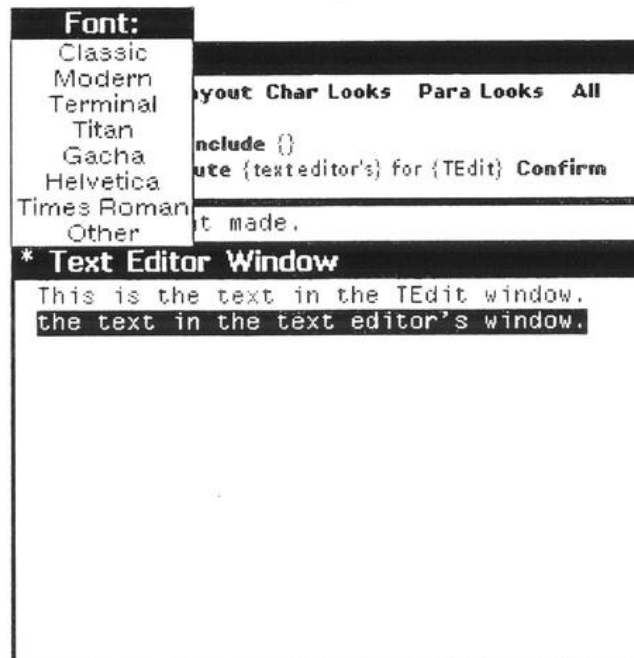 Font:
Classic
Modern
Terminal
Titan
Gacha
Helvetica
Times Roman
Other
yout Char Looks Para Looks All
nclude {}
ute {text editor's} for {TEdit} Confirm
t made.
* Text Editor Window
This is the text in the TEdit window.
the text in the text editor's window.